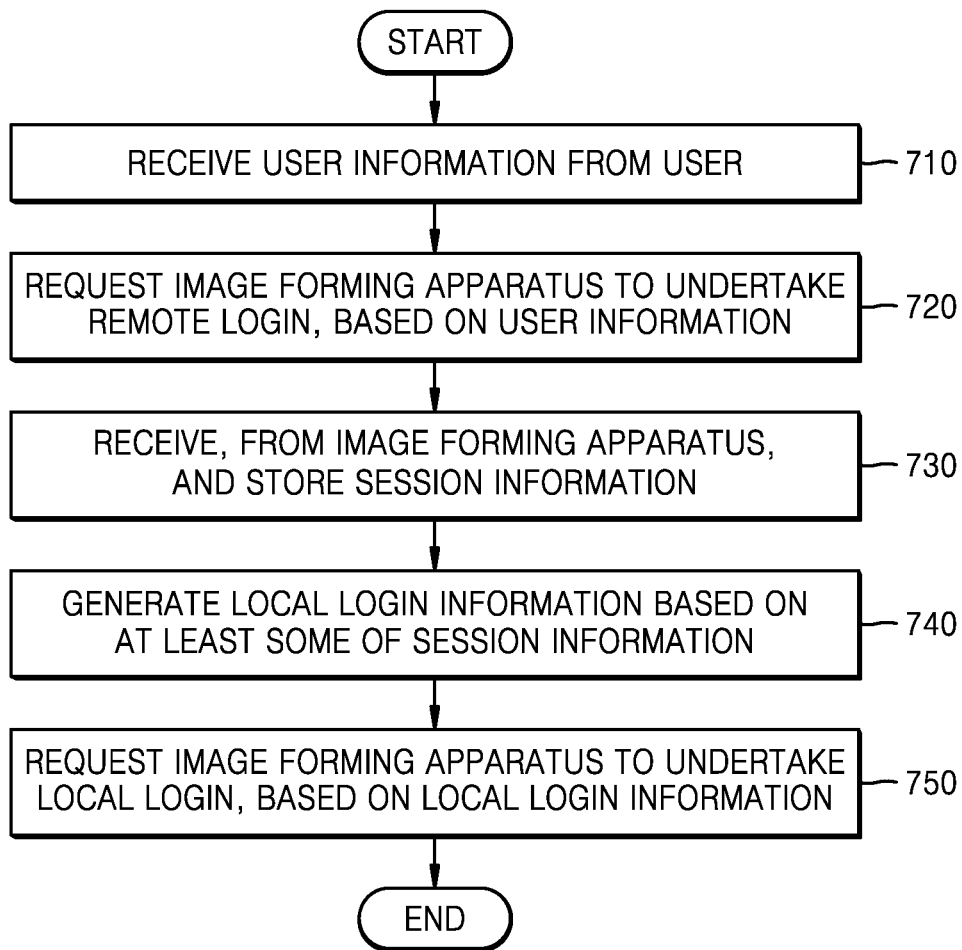 START
RECEIVE USER INFORMATION FROM USER
710
REQUEST IMAGE FORMING APPARATUS TO UNDERTAKE
REMOTE LOGIN, BASED ON USER INFORMATION
720
RECEIVE, FROM IMAGE FORMING APPARATUS,
AND STORE SESSION INFORMATION
730
GENERATE LOCAL LOGIN INFORMATION BASED ON
AT LEAST SOME OF SESSION INFORMATION
740
REQUEST IMAGE FORMING APPARATUS TO UNDERTAKE
LOCAL LOGIN, BASED ON LOCAL LOGIN INFORMATION
750
END